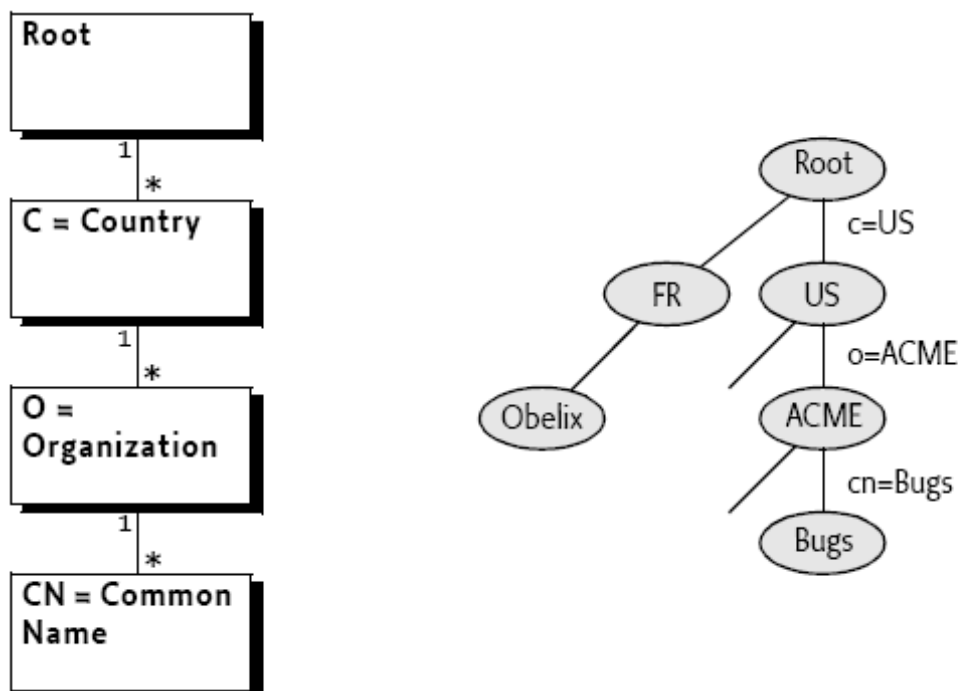 Root
1
*
C = Country
1
*
O =
Organization
1
*
CN = Common
Name
Root
c=US
FR
US
o=ACME
Obelix
ACME
cn=Bugs
Bugs